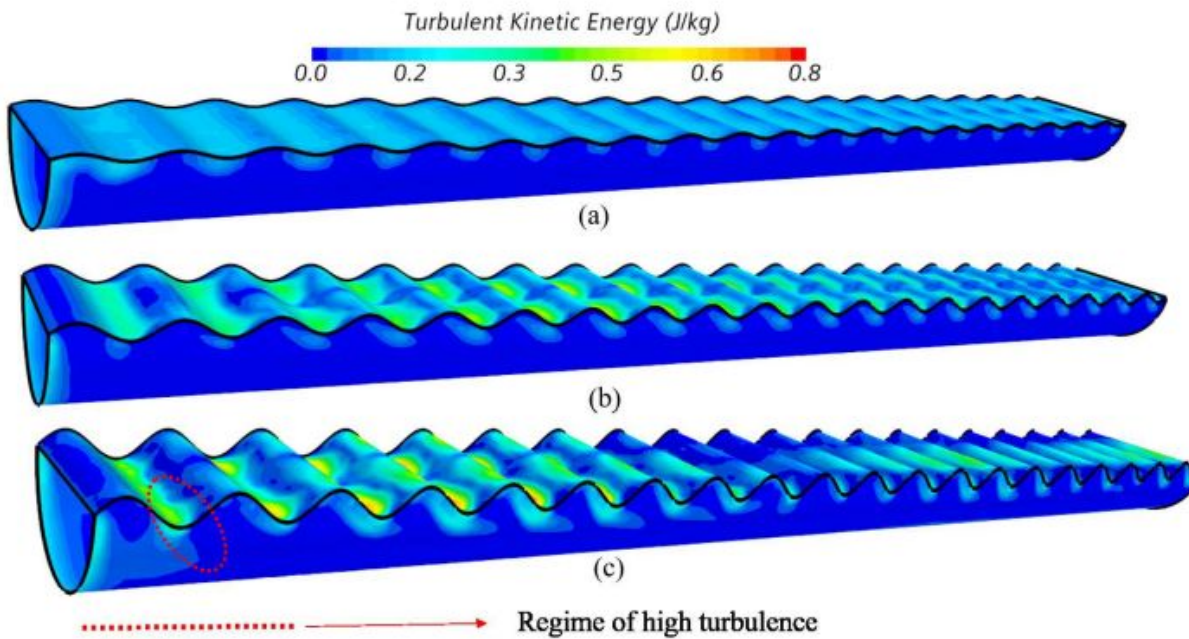 Turbulent Kinetic Energy (J/kg)
0.0 0.2 0.3 0.5 0.6 0.8
(a)
(b)
(c)
Regime of high turbulence